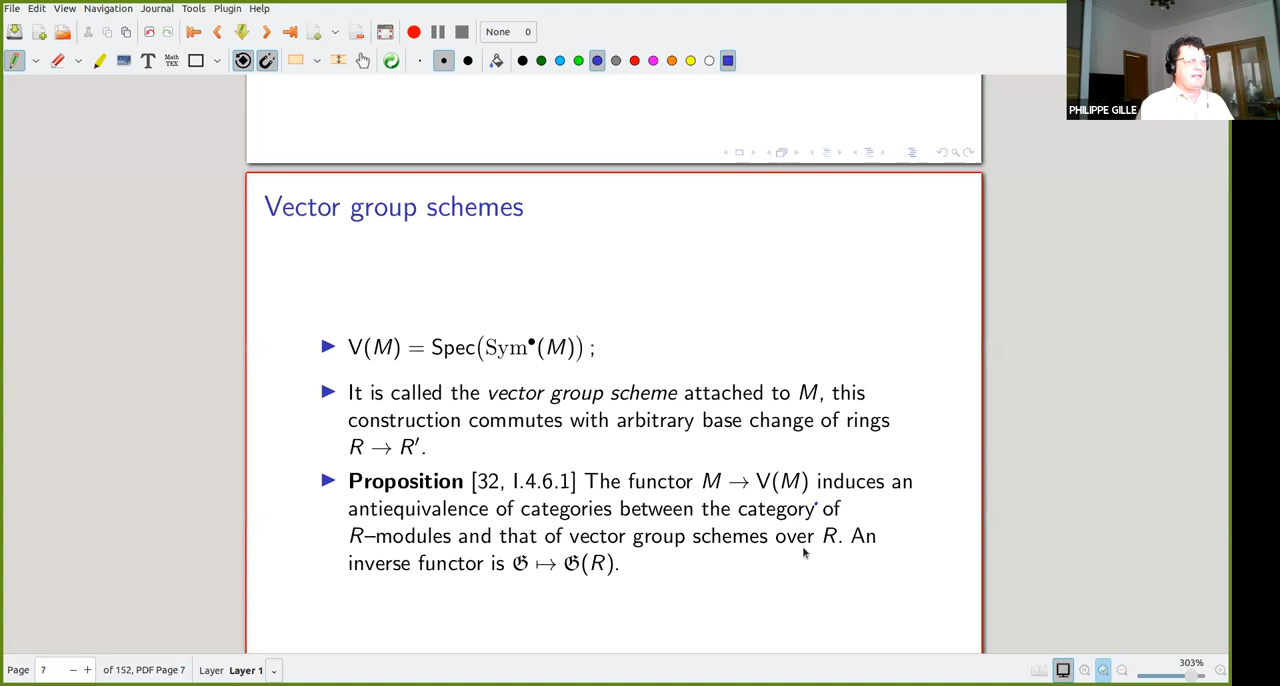 File Edit View Navigation Journal Tools Plugin Help
None 0
T Math TEX
PHILIPPE GILLE
Vector group schemes
▶ V(M) = Spec(Sym•(M)) ;
▶ It is called the vector group scheme attached to M, this
construction commutes with arbitrary base change of rings
R → R′.
▶ Proposition [32, I.4.6.1] The functor M → V(M) induces an
antiequivalence of categories between the category of
R–modules and that of vector group schemes over R. An
inverse functor is 𝔊 ↦ 𝔊(R).
Page 7 − + of 152, PDF Page 7 Layer Layer 1 303%